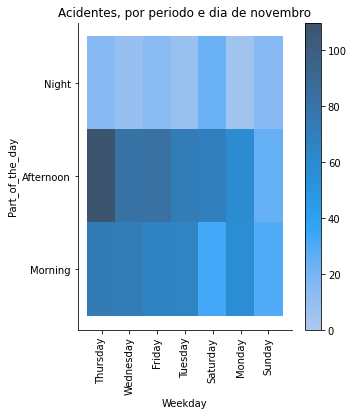 Acidentes, por periodo e dia de novembro
Part_of_the_day
Night
Afternoon
Morning
Thursday
Wednesday
Friday
Tuesday
Saturday
Monday
Sunday
Weekday
100
80
60
40
20
0